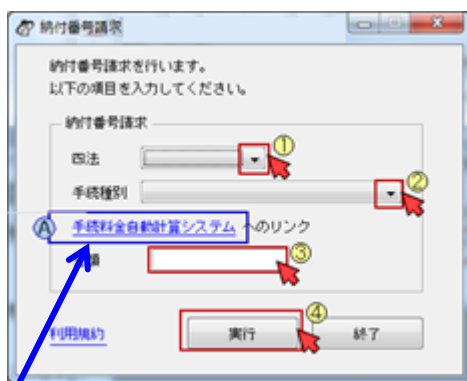 納付番号請求
納付番号請求を行います。
以下の項目を入力してください。
納付番号請求
四法
①
手続種別
②
Ⓐ 手続料金自動計算システム へのリンク
額
③
④
利用規約
実行
終了